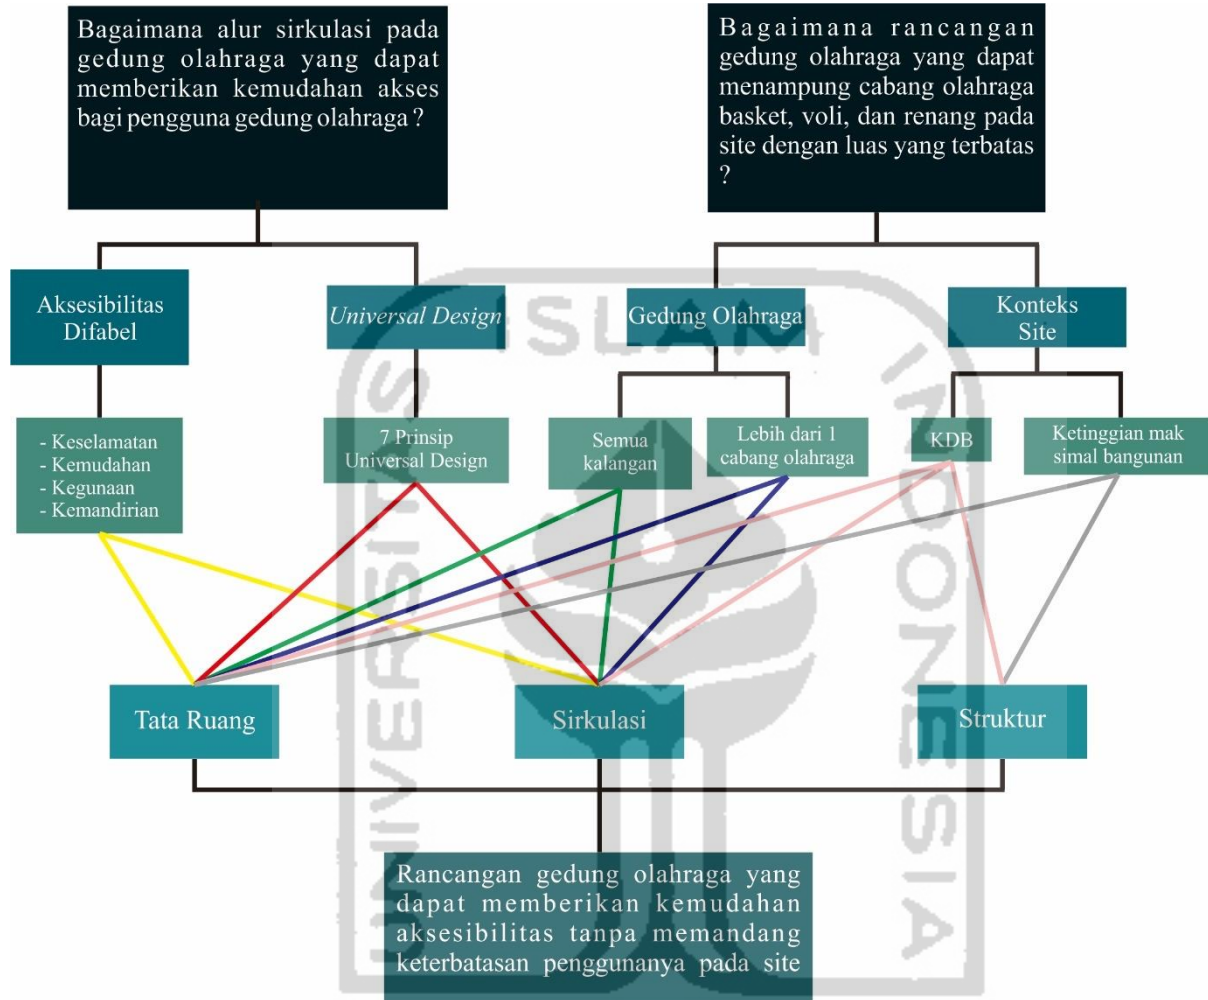 Bagaimana alur sirkulasi pada
gedung olahraga yang dapat
memberikan kemudahan akses
bagi pengguna gedung olahraga ?
Bagaimana rancangan
gedung olahraga yang dapat
menampung cabang olahraga
basket, voli, dan renang pada
site dengan luas yang terbatas
?
Aksesibilitas
Difabel
Universal Design
Gedung Olahraga
Konteks
Site
- Keselamatan
- Kemudahan
- Kegunaan
- Kemandirian
7 Prinsip
Universal Design
Semua
kalangan
Lebih dari 1
cabang olahraga
KDB
Ketinggian mak
simal bangunan
Tata Ruang
Sirkulasi
Struktur
Rancangan gedung olahraga yang
dapat memberikan kemudahan
aksesibilitas tanpa memandang
keterbatasan penggunanya pada site
UNIVERSITAS
ISLAM
INDONESIA